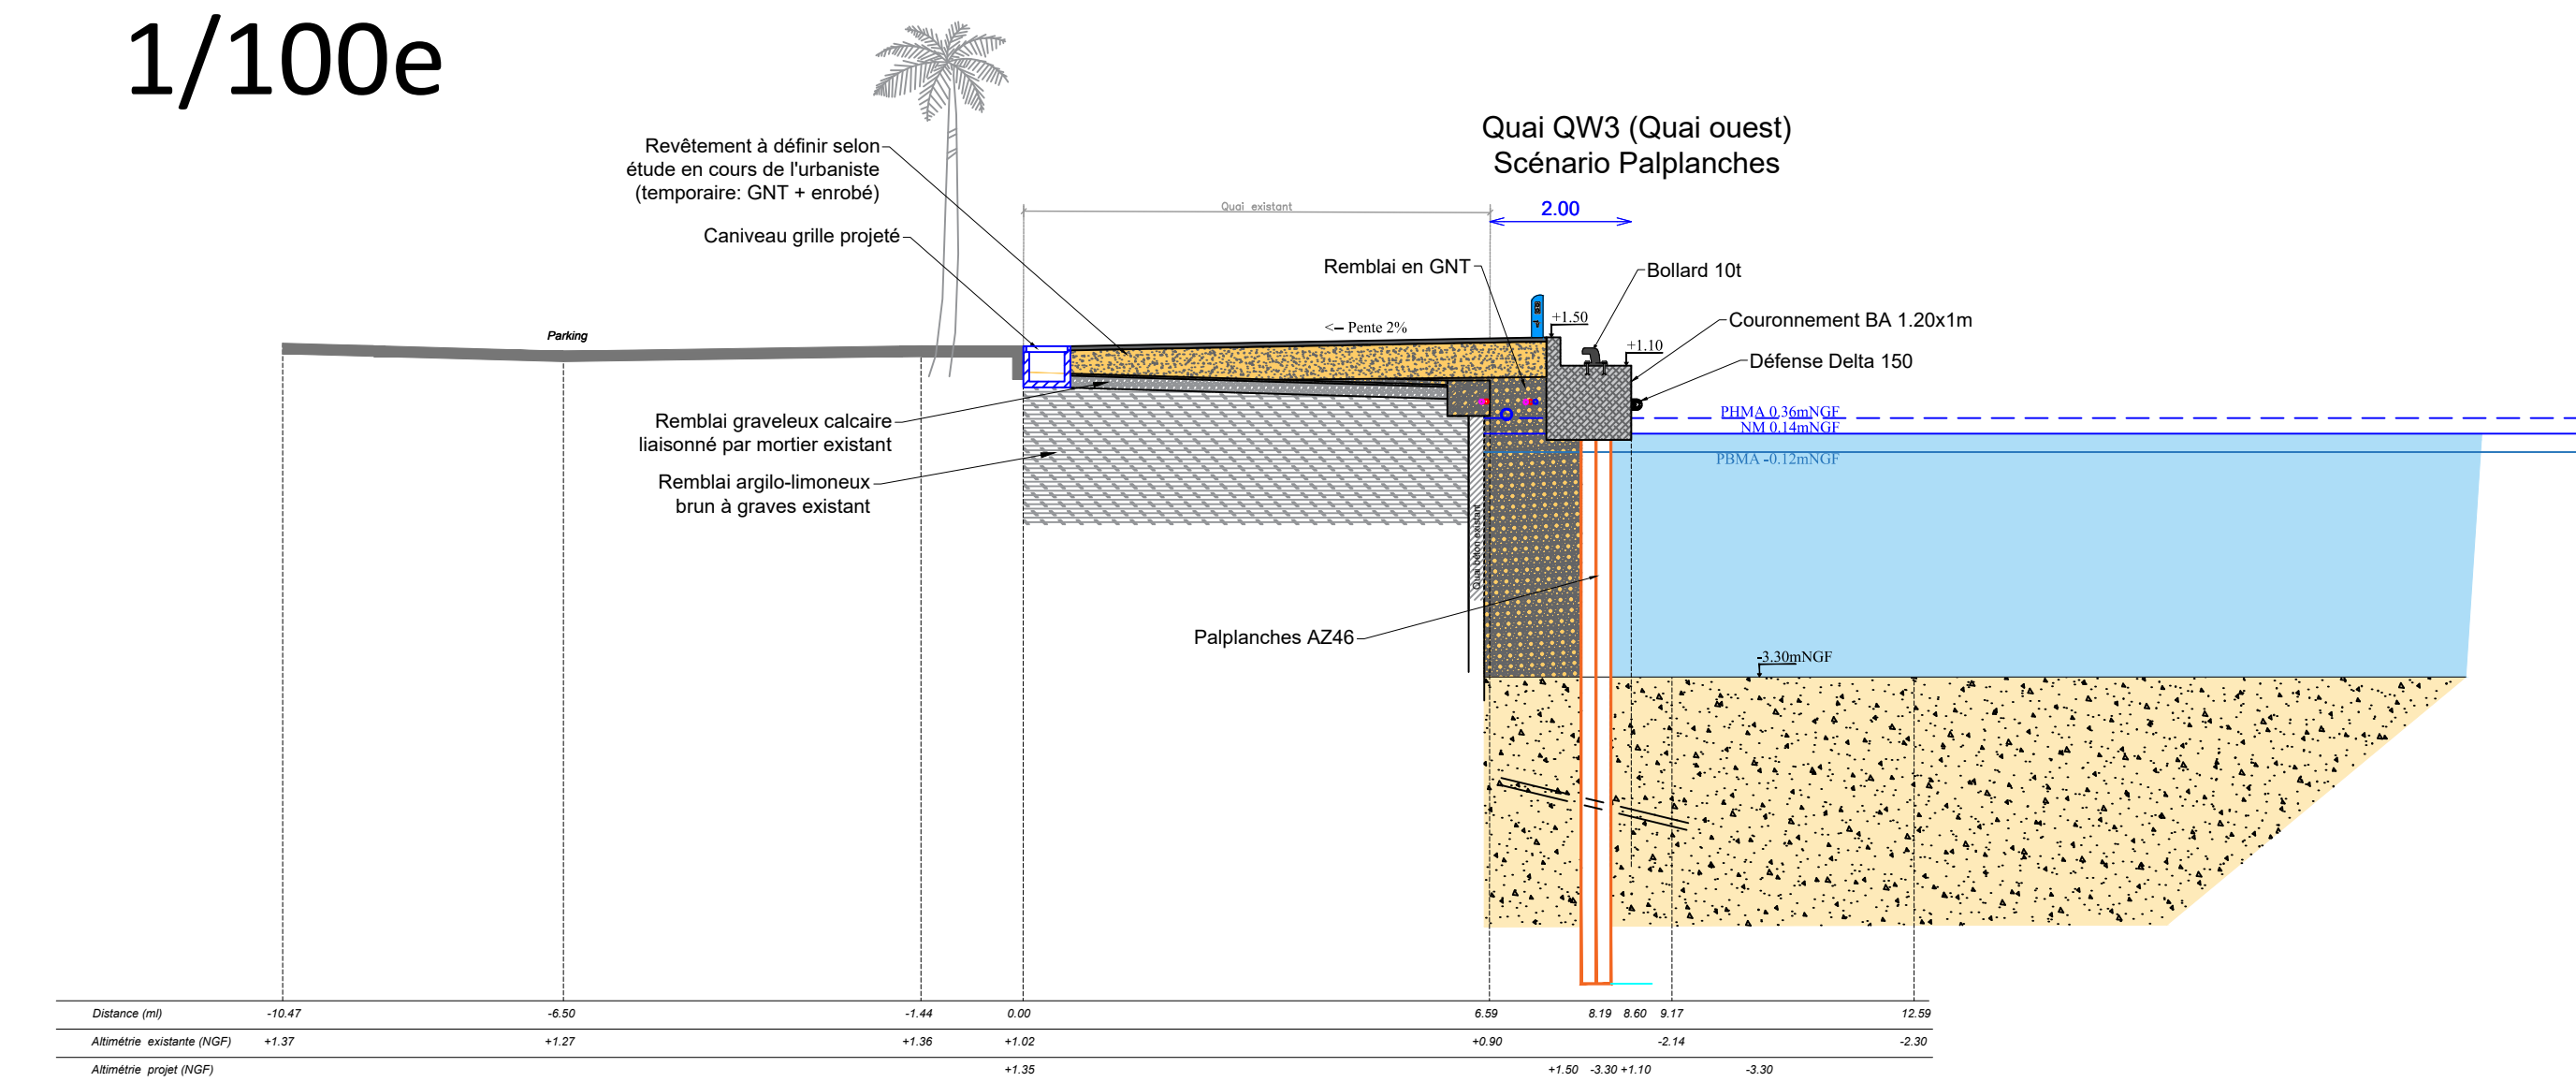 1/100e
Quai QW3 (Quai ouest)
Scénario Palplanches
Revêtement à définir selon
étude en cours de l'urbaniste
(temporaire: GNT + enrobé)
Caniveau grille projeté
Quai existant
2.00
Remblai en GNT
Bollard 10t
Couronnement BA 1.20x1m
Défense Delta 150
Parking
<– Pente 2%
+1.50
+1.10
Remblai graveleux calcaire
liaisonné par mortier existant
Remblai argilo-limoneux
brun à graves existant
PHMA 0.36mNGF
NM 0.14mNGF
PBMA -0.12mNGF
Quai béton existant
Palplanches AZ46
-3.30mNGF
Distance (ml) -10.47 -6.50 -1.44 0.00 6.59 8.19 8.60 9.17 12.59
Altimétrie existante (NGF) +1.37 +1.27 +1.36 +1.02 +0.90 -2.14 -2.30
Altimétrie projet (NGF) +1.35 +1.50 -3.30 +1.10 -3.30